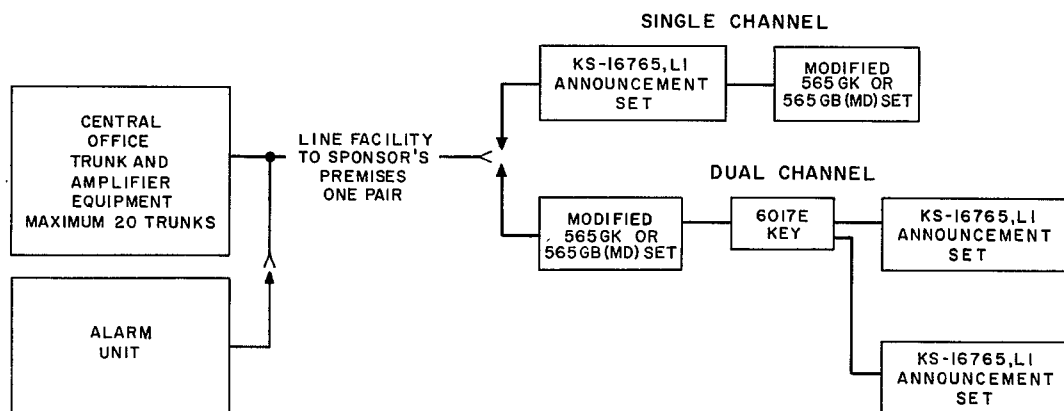 SINGLE CHANNEL
KS-16765,L1
ANNOUNCEMENT
SET
MODIFIED
565GK OR
565GB(MD) SET
CENTRAL
OFFICE
TRUNK AND
AMPLIFIER
EQUIPMENT
MAXIMUM 20 TRUNKS
LINE FACILITY
TO SPONSOR'S
PREMISES
ONE PAIR
DUAL CHANNEL
MODIFIED
565GK OR
565GB(MD) SET
6017E
KEY
KS-16765,L1
ANNOUNCEMENT
SET
ALARM
UNIT
KS-16765,L1
ANNOUNCEMENT
SET